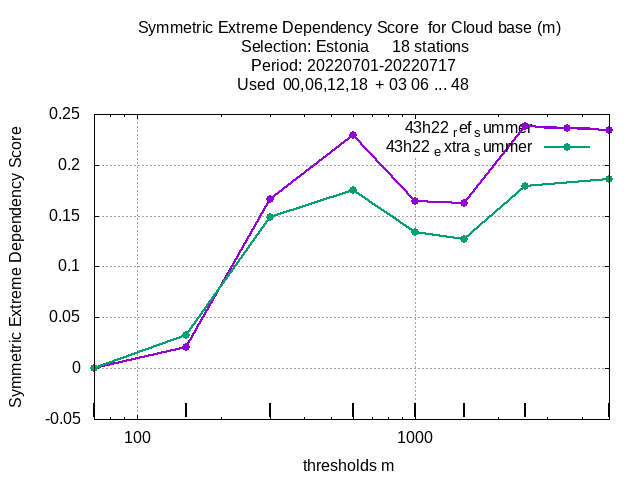 Symmetric Extreme Dependency Score  for Cloud base (m)
Selection: Estonia     18 stations
Period: 20220701-20220717
Used  00,06,12,18  + 03 06 ... 48
43h22 ref summer
43h22 extra summer
Symmetric Extreme Dependency Score
0.25
0.2
0.15
0.1
0.05
0
-0.05
100
1000
thresholds m